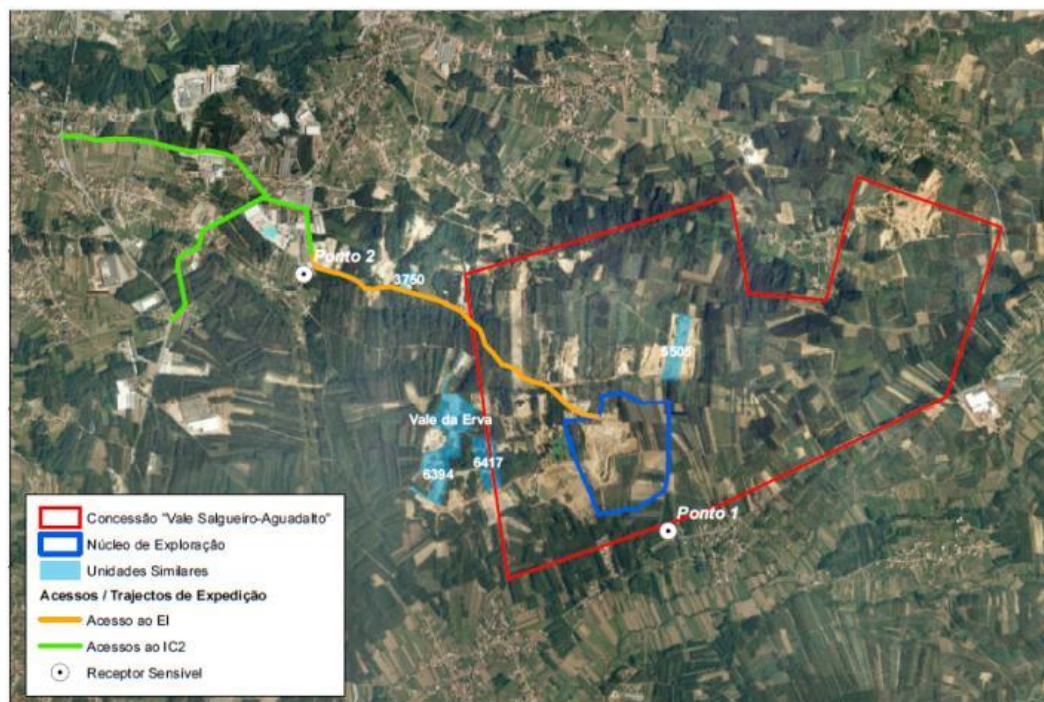 Ponto 2
3750
5505
Vale da Erva
6417
6394
Ponto 1
Concessão "Vale Salgueiro-Aguadalto"
Núcleo de Exploração
Unidades Similares
Acessos / Trajectos de Expedição
Acesso ao EI
Acessos ao IC2
Receptor Sensível